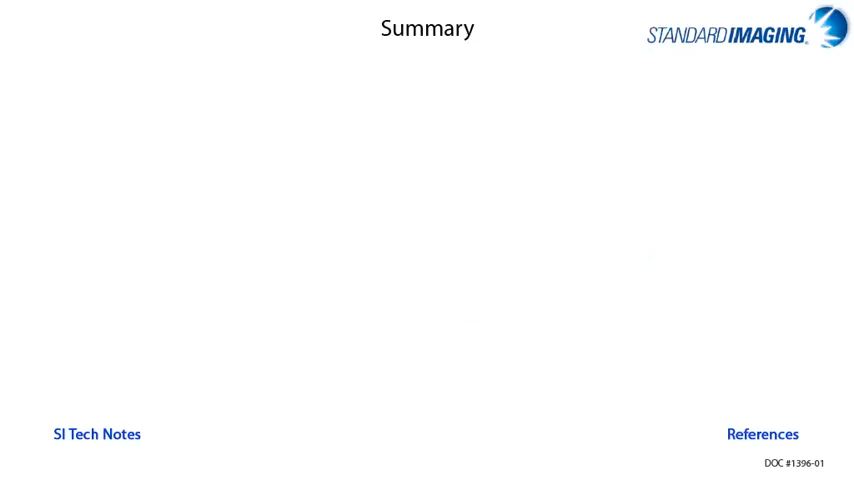 Summary
STANDARD IMAGING
SI Tech Notes
References
DOC #1396-01